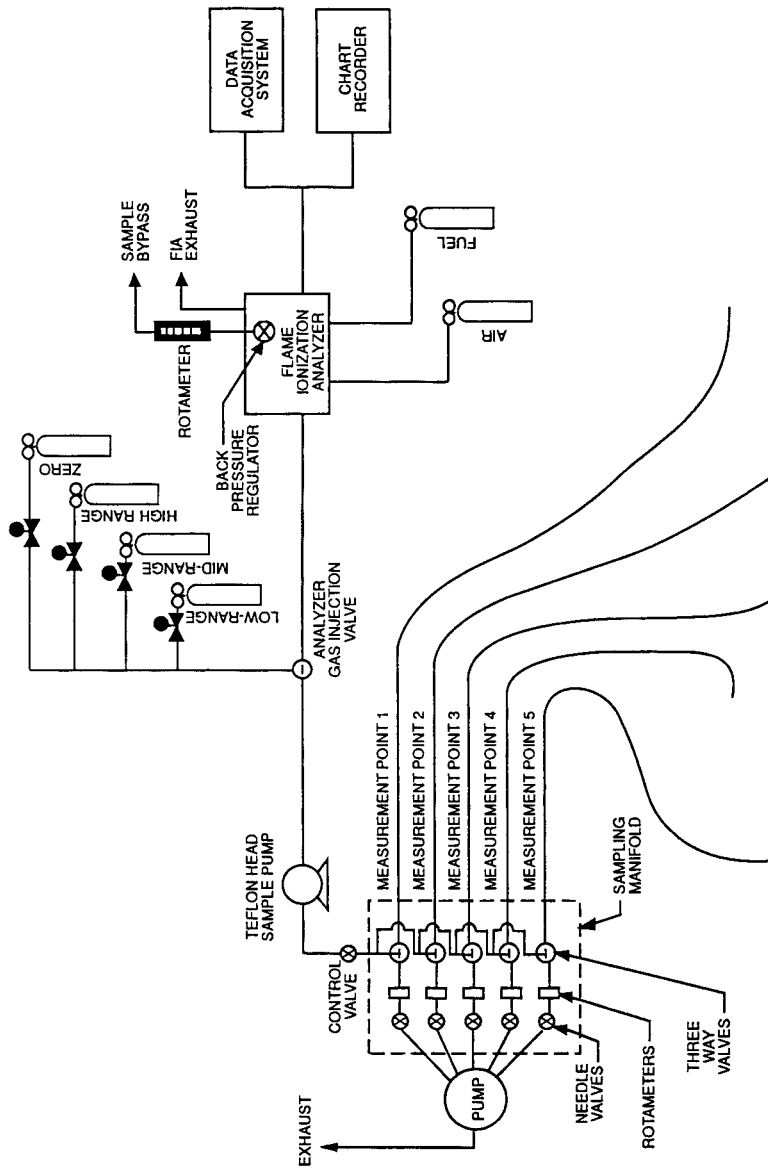 DATA
ACQUISITION
SYSTEM
CHART
RECORDER
SAMPLE
BYPASS
FIA
EXHAUST
ROTAMETER
BACK
PRESSURE
REGULATOR
FLAME
IONIZATION
ANALYZER
FUEL
AIR
ZERO
HIGH RANGE
MID-RANGE
LOW-RANGE
ANALYZER
GAS INJECTION
VALVE
TEFLON HEAD
SAMPLE PUMP
MEASUREMENT POINT 1
MEASUREMENT POINT 2
MEASUREMENT POINT 3
MEASUREMENT POINT 4
MEASUREMENT POINT 5
CONTROL
VALVE
SAMPLING
MANIFOLD
THREE
WAY
VALVES
ROTAMETERS
NEEDLE
VALVES
PUMP
EXHAUST